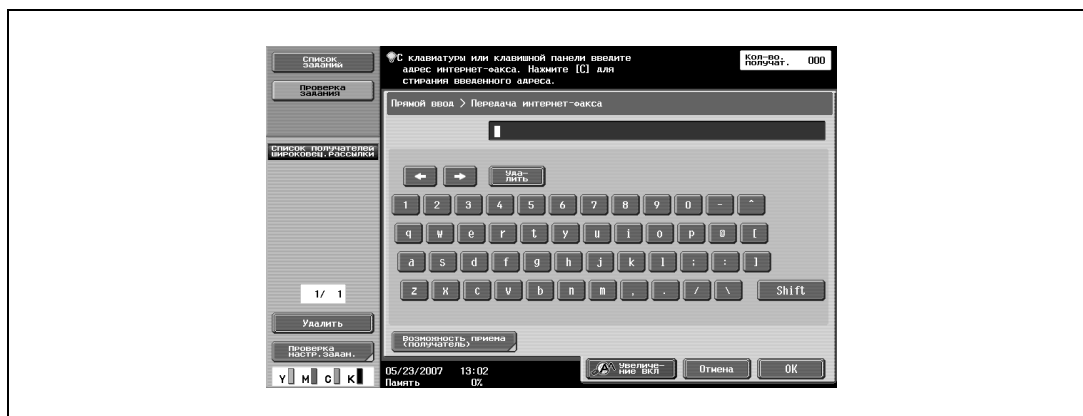 Список
заданий
Проверка
задания
Список получателей
широковещ.рассылки
1/ 1
Удалить
Проверка
настр.задан.
Y M C K
С клавиатуры или клавишной панели введите
адрес интернет-факса. Нажмите [C] для
стирания введенного адреса.
Кол-во.
получат. 000
Прямой ввод > Передача интернет-факса
Уда-
лить
1 2 3 4 5 6 7 8 9 0 - ^
q w e r t y u i o p @ [
a s d f g h j k l ; : ]
z x c v b n m , . / \ Shift
Возможность приема
(получатель)
05/23/2007 13:02
Память 0%
Увеличе-
ние ВКЛ
Отмена
OK